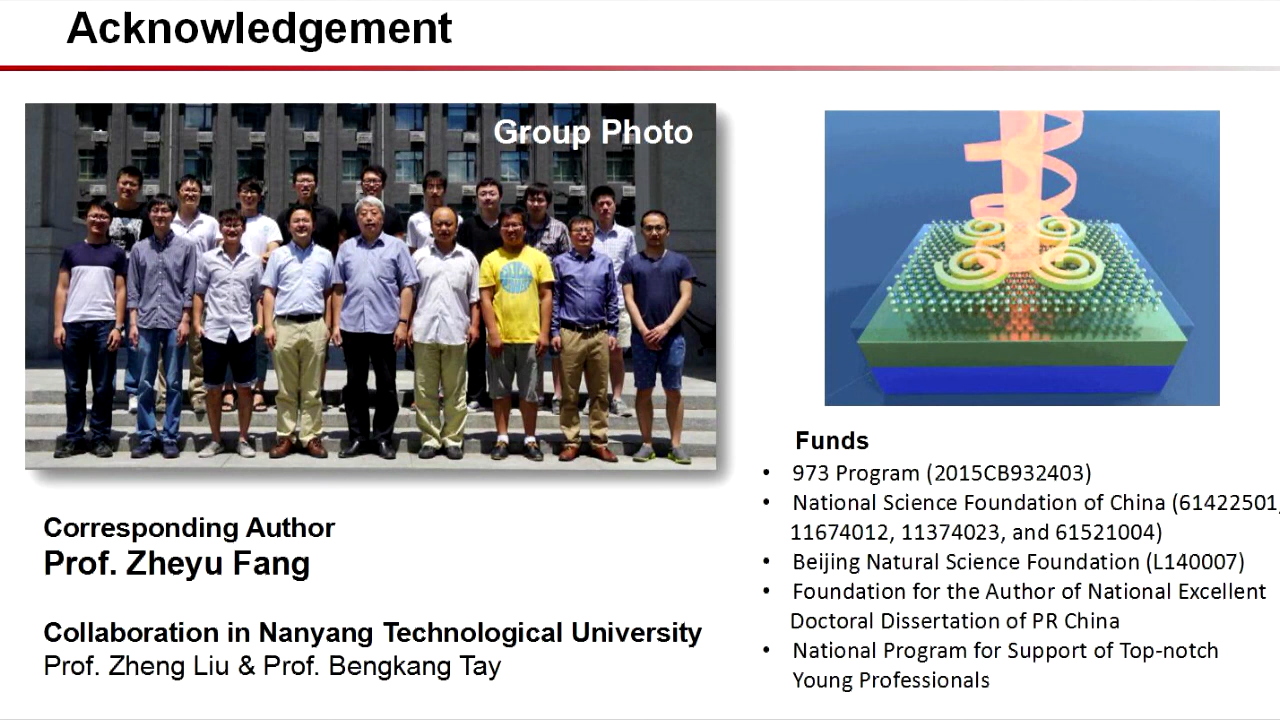 Acknowledgement
Group Photo
Corresponding Author
Prof. Zheyu Fang
Collaboration in Nanyang Technological University
Prof. Zheng Liu & Prof. Bengkang Tay
Funds
• 973 Program (2015CB932403)
• National Science Foundation of China (61422501,
11674012, 11374023, and 61521004)
• Beijing Natural Science Foundation (L140007)
• Foundation for the Author of National Excellent
Doctoral Dissertation of PR China
• National Program for Support of Top-notch
Young Professionals